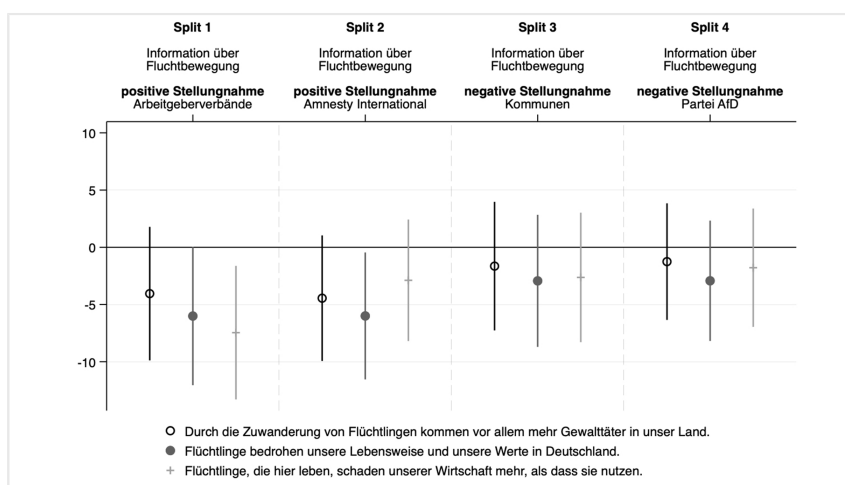 Split 1
Split 2
Split 3
Split 4
Information über
Fluchtbewegung
Information über
Fluchtbewegung
Information über
Fluchtbewegung
Information über
Fluchtbewegung
positive Stellungnahme
Arbeitgeberverbände
positive Stellungnahme
Amnesty International
negative Stellungnahme
Kommunen
negative Stellungnahme
Partei AfD
10
5
0
-5
-10
Durch die Zuwanderung von Flüchtlingen kommen vor allem mehr Gewalttäter in unser Land.
Flüchtlinge bedrohen unsere Lebensweise und unsere Werte in Deutschland.
Flüchtlinge, die hier leben, schaden unserer Wirtschaft mehr, als dass sie nutzen.